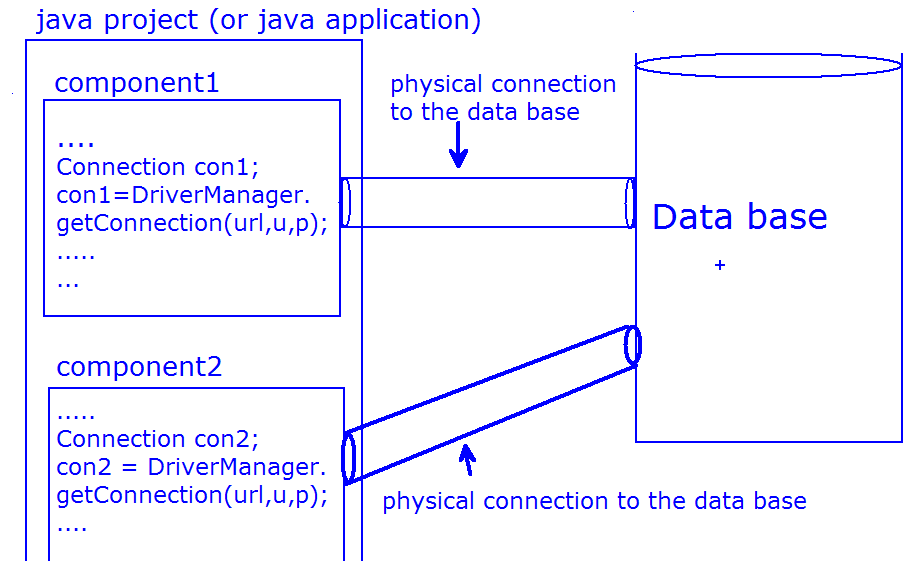 java project (or java application)
component1
....
Connection con1;
con1=DriverManager.
getConnection(url,u,p);
.....
...
physical connection
to the data base
Data base
component2
.....
Connection con2;
con2 = DriverManager.
getConnection(url,u,p);
....
physical connection to the data base